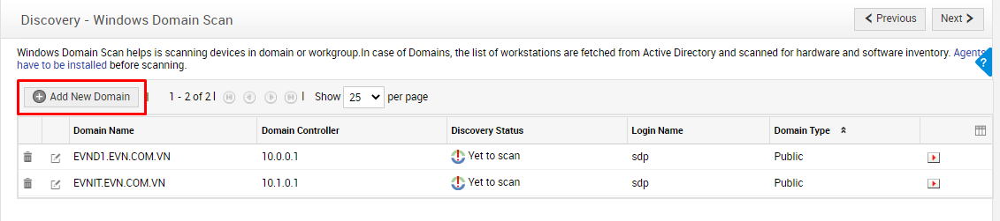 Discovery - Windows Domain Scan
Previous
Next
Windows Domain Scan helps is scanning devices in domain or workgroup.In case of Domains, the list of workstations are fetched from Active Directory and scanned for hardware and software inventory. Agents
have to be installed before scanning.
?
Add New Domain 1 - 2 of 2 | Show 25 per page
Domain Name Domain Controller Discovery Status Login Name Domain Type
EVND1.EVN.COM.VN 10.0.0.1 Yet to scan sdp Public
EVNIT.EVN.COM.VN 10.1.0.1 Yet to scan sdp Public